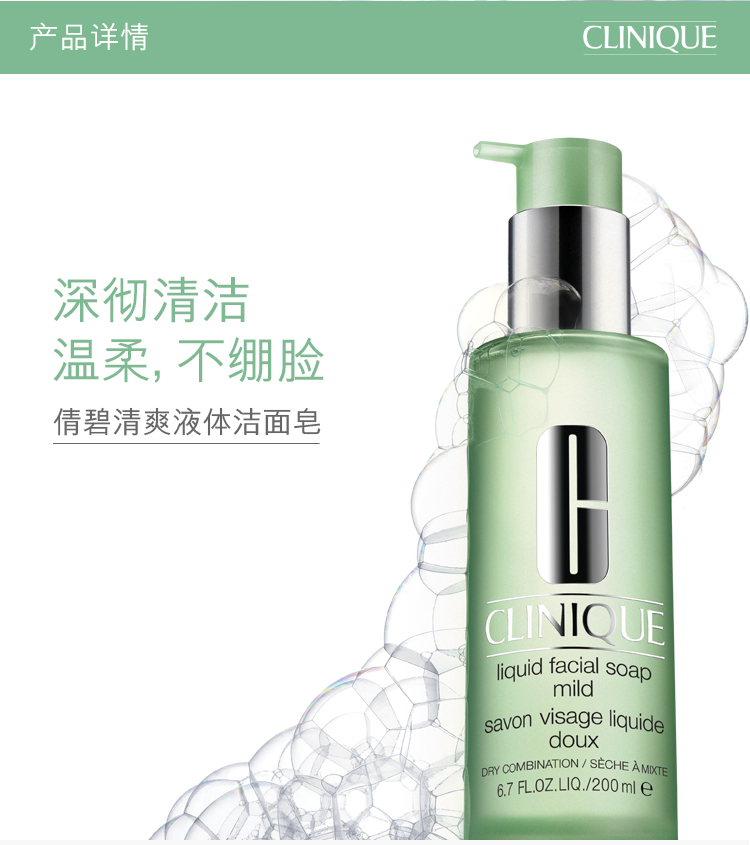 产品详情
CLINIQUE
深彻清洁
温柔, 不绷脸
倩碧清爽液体洁面皂
CLINIQUE
liquid facial soap
mild
savon visage liquide
doux
DRY COMBINATION / SÈCHE À MIXTE
6.7 FL.OZ.LIQ./200 ml e